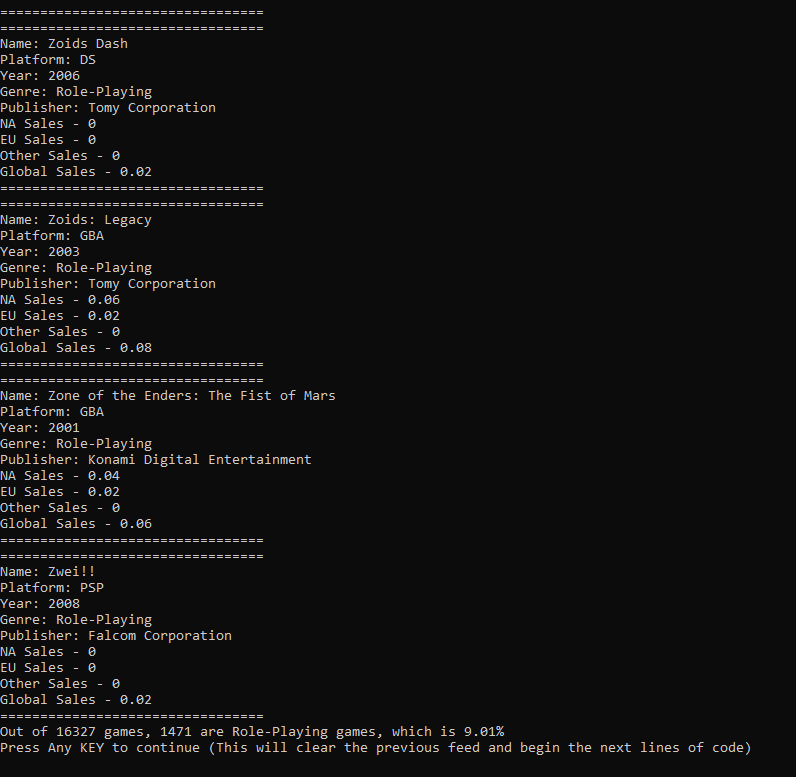 =================================
=================================
Name: Zoids Dash
Platform: DS
Year: 2006
Genre: Role-Playing
Publisher: Tomy Corporation
NA Sales - 0
EU Sales - 0
Other Sales - 0
Global Sales - 0.02
=================================
=================================
Name: Zoids: Legacy
Platform: GBA
Year: 2003
Genre: Role-Playing
Publisher: Tomy Corporation
NA Sales - 0.06
EU Sales - 0.02
Other Sales - 0
Global Sales - 0.08
=================================
=================================
Name: Zone of the Enders: The Fist of Mars
Platform: GBA
Year: 2001
Genre: Role-Playing
Publisher: Konami Digital Entertainment
NA Sales - 0.04
EU Sales - 0.02
Other Sales - 0
Global Sales - 0.06
=================================
=================================
Name: Zwei!!
Platform: PSP
Year: 2008
Genre: Role-Playing
Publisher: Falcom Corporation
NA Sales - 0
EU Sales - 0
Other Sales - 0
Global Sales - 0.02
=================================
Out of 16327 games, 1471 are Role-Playing games, which is 9.01%
Press Any KEY to continue (This will clear the previous feed and begin the next lines of code)